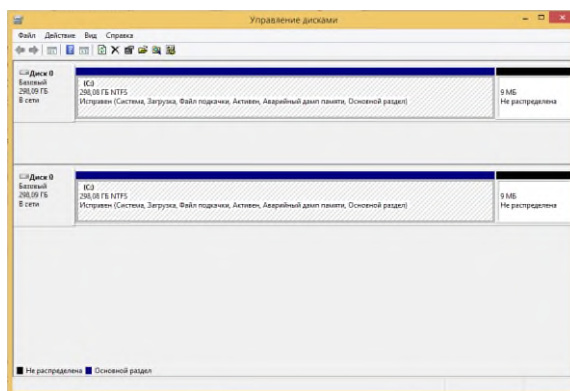 Управление дисками
Файл Действие Вид Справка
Диск 0
Базовый
298,09 ГБ
В сети
(C:)
298,08 ГБ NTFS
Исправен (Система, Загрузка, Файл подкачки, Активен, Аварийный дамп памяти, Основной раздел)
9 МБ
Не распределена
Диск 0
Базовый
298,09 ГБ
В сети
(C:)
298,08 ГБ NTFS
Исправен (Система, Загрузка, Файл подкачки, Активен, Аварийный дамп памяти, Основной раздел)
9 МБ
Не распределена
Не распределена Основной раздел